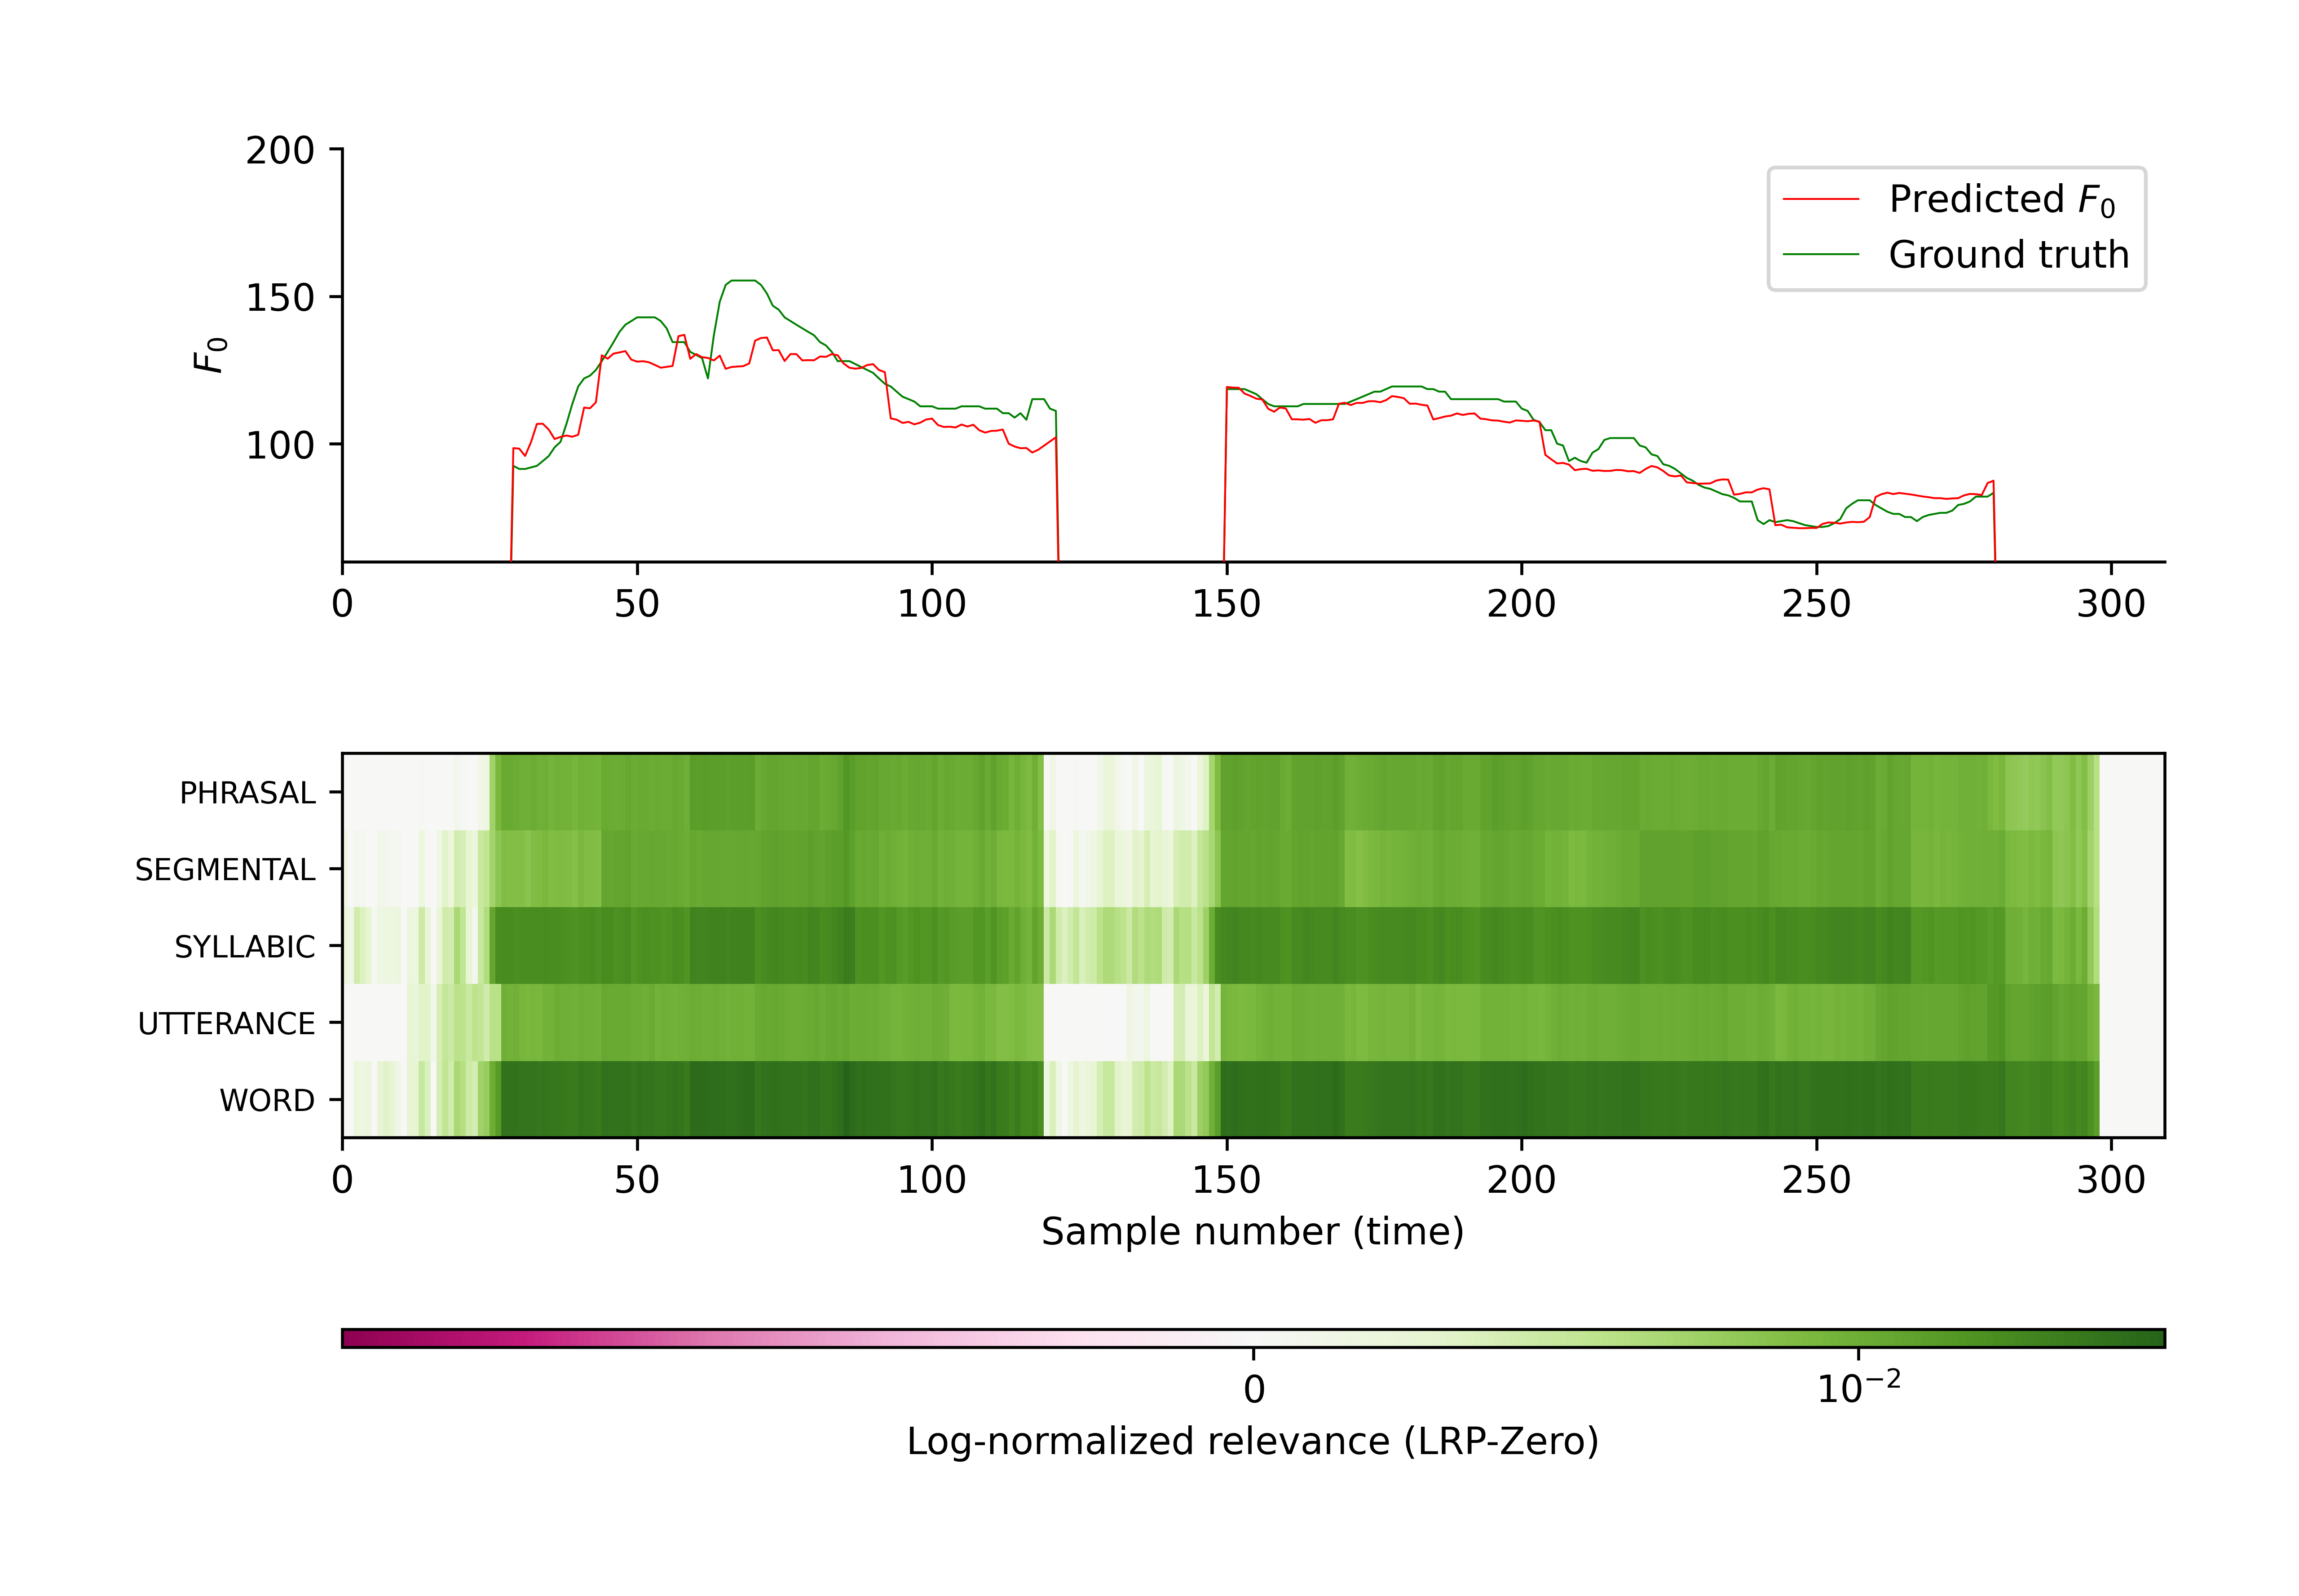 200
150
100
F₀
Predicted F₀
Ground truth
0 50 100 150 200 250 300
PHRASAL
SEGMENTAL
SYLLABIC
UTTERANCE
WORD
0 50 100 150 200 250 300
Sample number (time)
0 10⁻²
Log-normalized relevance (LRP-Zero)